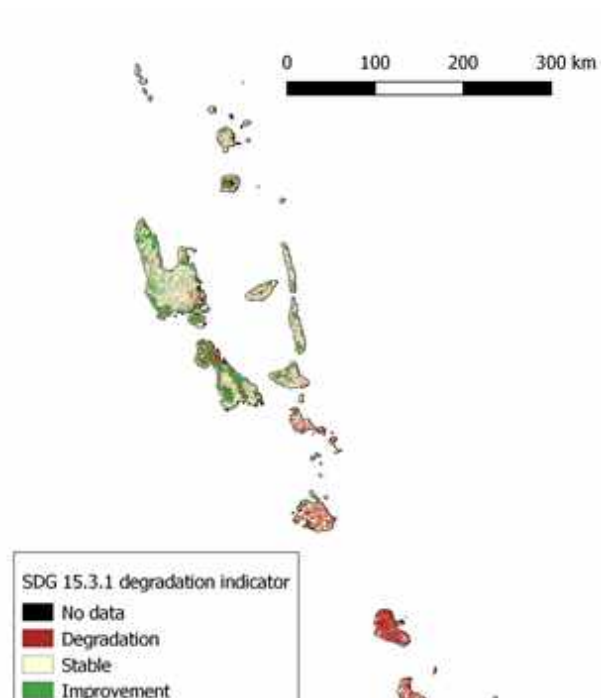 0 100 200 300 km
SDG 15.3.1 degradation indicator
No data
Degradation
Stable
Improvement